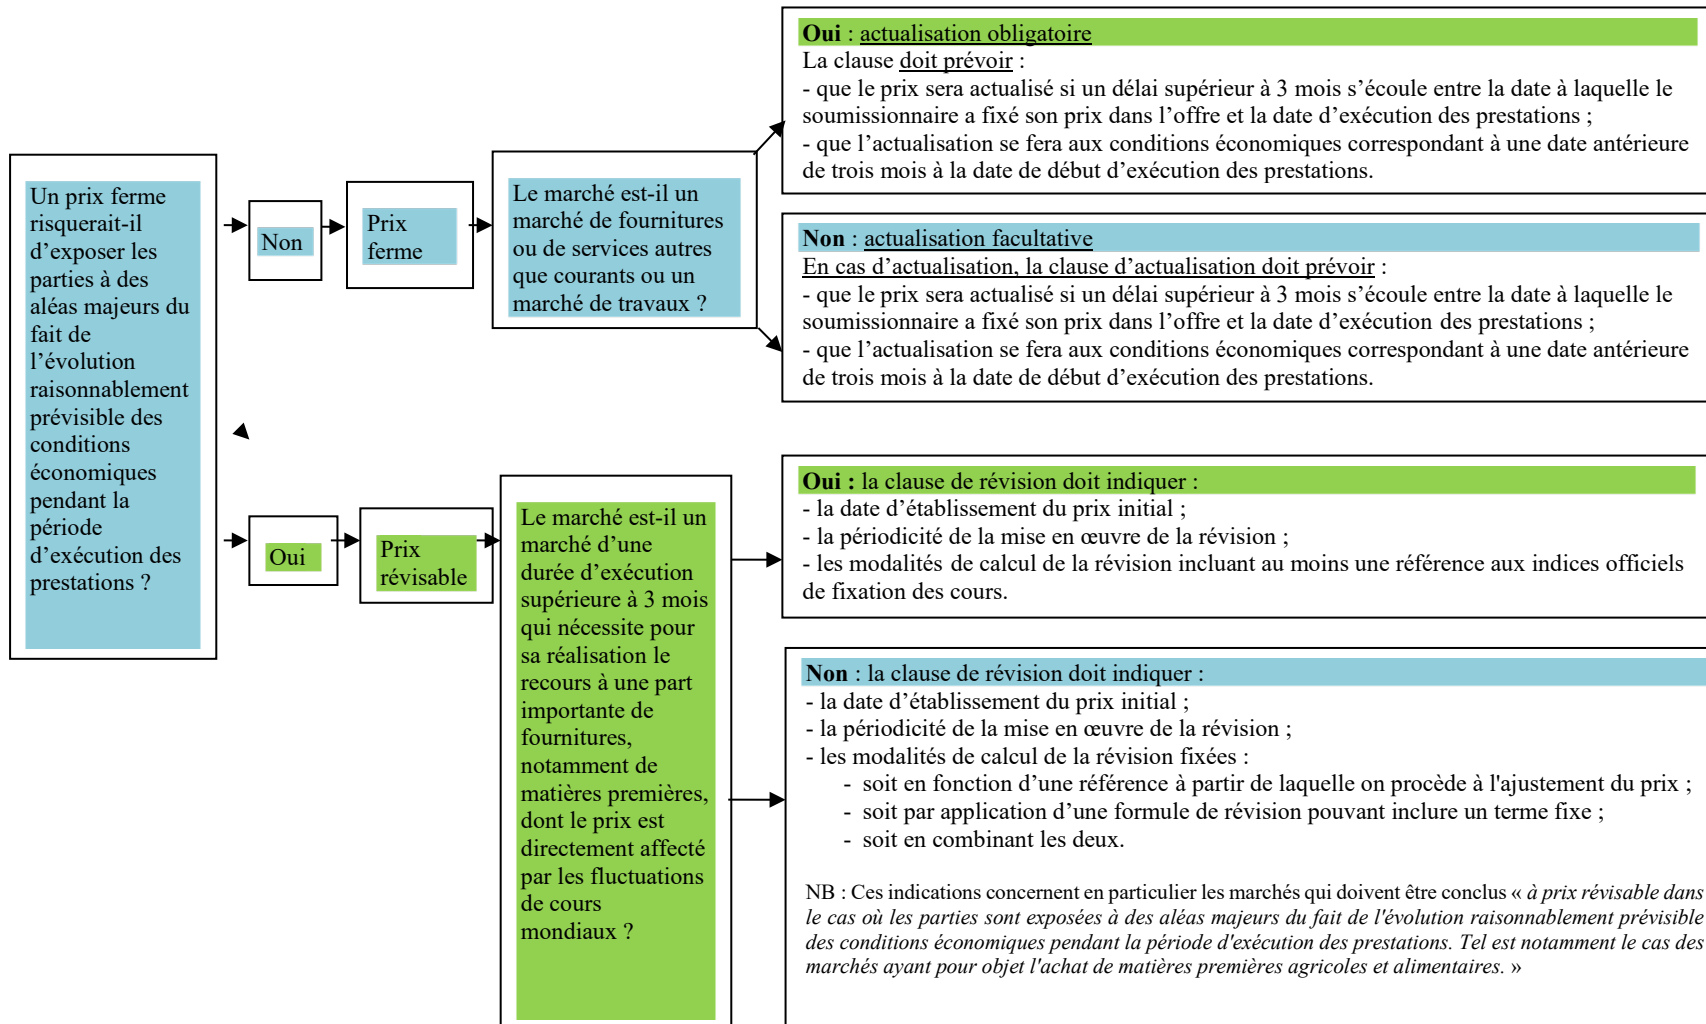 Un prix ferme
risquerait-il
d’exposer les
parties à des
aléas majeurs du
fait de
l’évolution
raisonnablement
prévisible des
conditions
économiques
pendant la
période
d’exécution des
prestations ?
Non
Prix
ferme
Le marché est-il un
marché de fournitures
ou de services autres
que courants ou un
marché de travaux ?
Oui : actualisation obligatoire
La clause doit prévoir :
- que le prix sera actualisé si un délai supérieur à 3 mois s’écoule entre la date à laquelle le
soumissionnaire a fixé son prix dans l’offre et la date d’exécution des prestations ;
- que l’actualisation se fera aux conditions économiques correspondant à une date antérieure
de trois mois à la date de début d’exécution des prestations.
Non : actualisation facultative
En cas d’actualisation, la clause d’actualisation doit prévoir :
- que le prix sera actualisé si un délai supérieur à 3 mois s’écoule entre la date à laquelle le
soumissionnaire a fixé son prix dans l’offre et la date d’exécution des prestations ;
- que l’actualisation se fera aux conditions économiques correspondant à une date antérieure
de trois mois à la date de début d’exécution des prestations.
Oui
Prix
révisable
Le marché est-il un
marché d’une
durée d’exécution
supérieure à 3 mois
qui nécessite pour
sa réalisation le
recours à une part
importante de
fournitures,
notamment de
matières premières,
dont le prix est
directement affecté
par les fluctuations
de cours
mondiaux ?
Oui : la clause de révision doit indiquer :
- la date d’établissement du prix initial ;
- la périodicité de la mise en œuvre de la révision ;
- les modalités de calcul de la révision incluant au moins une référence aux indices officiels
de fixation des cours.
Non : la clause de révision doit indiquer :
- la date d’établissement du prix initial ;
- la périodicité de la mise en œuvre de la révision ;
- les modalités de calcul de la révision fixées :
- soit en fonction d’une référence à partir de laquelle on procède à l'ajustement du prix ;
- soit par application d’une formule de révision pouvant inclure un terme fixe ;
- soit en combinant les deux.
NB : Ces indications concernent en particulier les marchés qui doivent être conclus « à prix révisable dans
le cas où les parties sont exposées à des aléas majeurs du fait de l'évolution raisonnablement prévisible
des conditions économiques pendant la période d'exécution des prestations. Tel est notamment le cas des
marchés ayant pour objet l'achat de matières premières agricoles et alimentaires. »